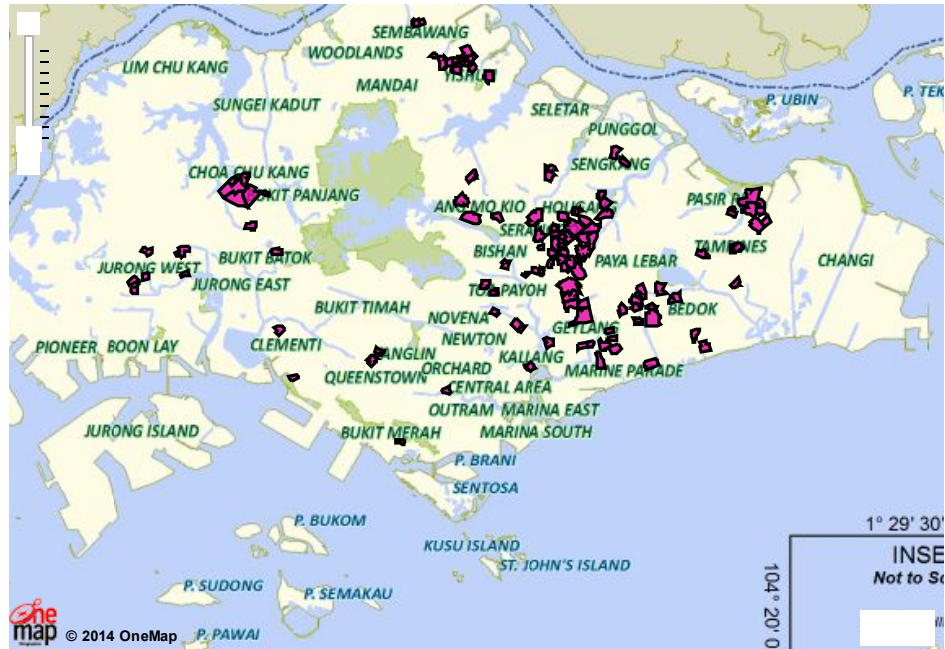 SEMBAWANG
WOODLANDS
LIM CHU KANG
YISHUN
MANDAI
SUNGEI KADUT
P. UBIN
P. TEK
SELETAR
PUNGGOL
SENGKANG
CHOA CHU KANG
BUKIT PANJANG
ANG MO KIO
HOUGANG
PASIR R
SERA
BISHAN
TAMPINES
PAYA LEBAR
CHANGI
JURONG WEST
BUKIT BATOK
JURONG EAST
TOA PAYOH
BUKIT TIMAH
BEDOK
NOVENA
GEYLANG
PIONEER
BOON LAY
CLEMENTI
NEWTON
TANGLIN
KALLANG
ORCHARD
MARINE PARADE
QUEENSTOWN
CENTRAL AREA
OUTRAM
MARINA EAST
JURONG ISLAND
BUKIT MERAH
MARINA SOUTH
P. BRANI
SENTOSA
P. BUKOM
1° 29' 30'
KUSU ISLAND
INSE
ST. JOHN'S ISLAND
Not to Sc
104° 20' 0
P. SUDONG
P. SEMAKAU
One
map © 2014 OneMap
P. PAWAI